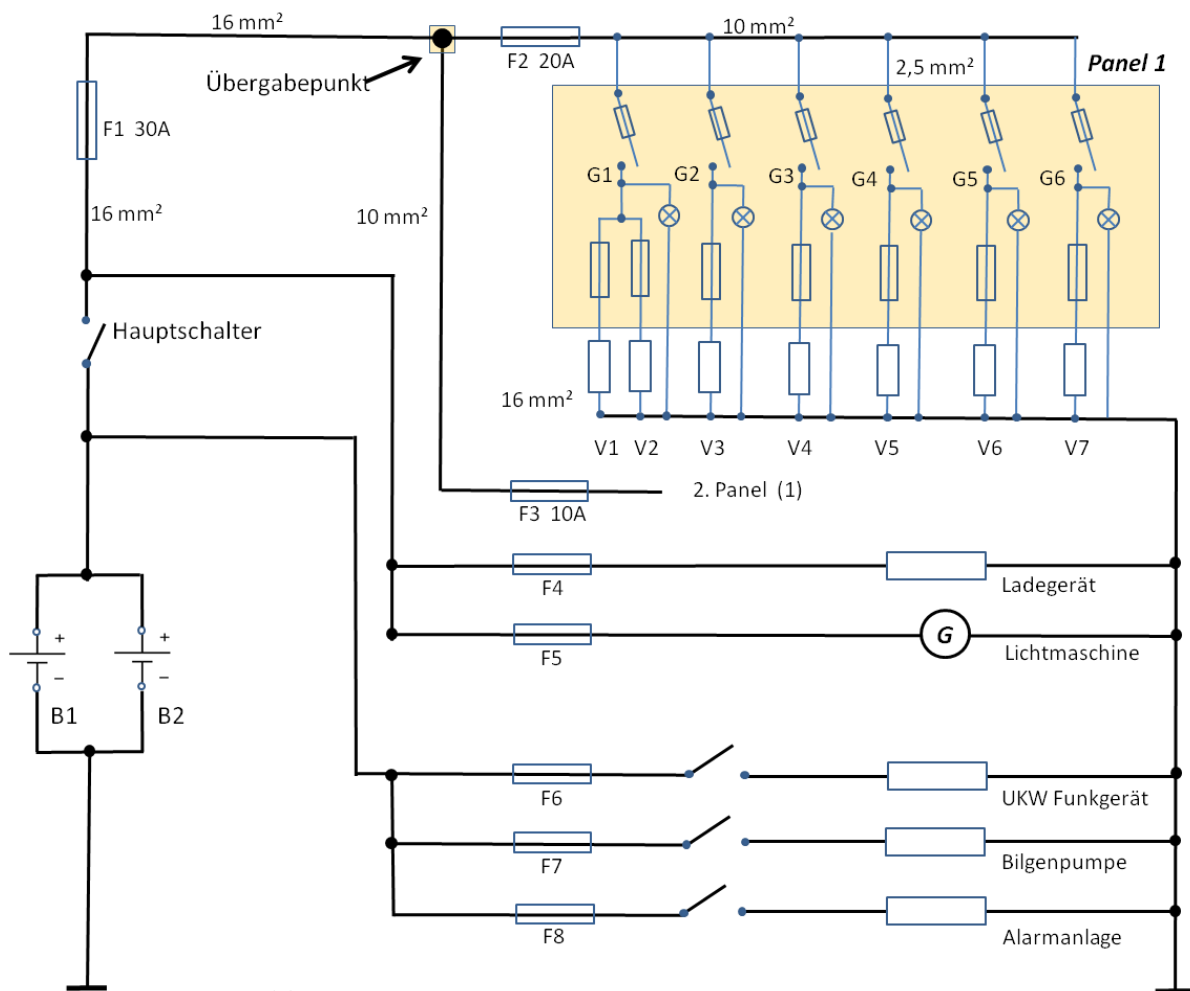 16 mm²
10 mm²
F2 20A
Panel 1
Übergabepunkt
2,5 mm²
F1 30A
G1
G2
G3
G4
G5
G6
16 mm²
10 mm²
Hauptschalter
16 mm²
V1
V2
V3
V4
V5
V6
V7
2. Panel (1)
F3 10A
F4
Ladegerät
G
F5
Lichtmaschine
+
+
−
−
B1
B2
F6
UKW Funkgerät
F7
Bilgenpumpe
F8
Alarmanlage